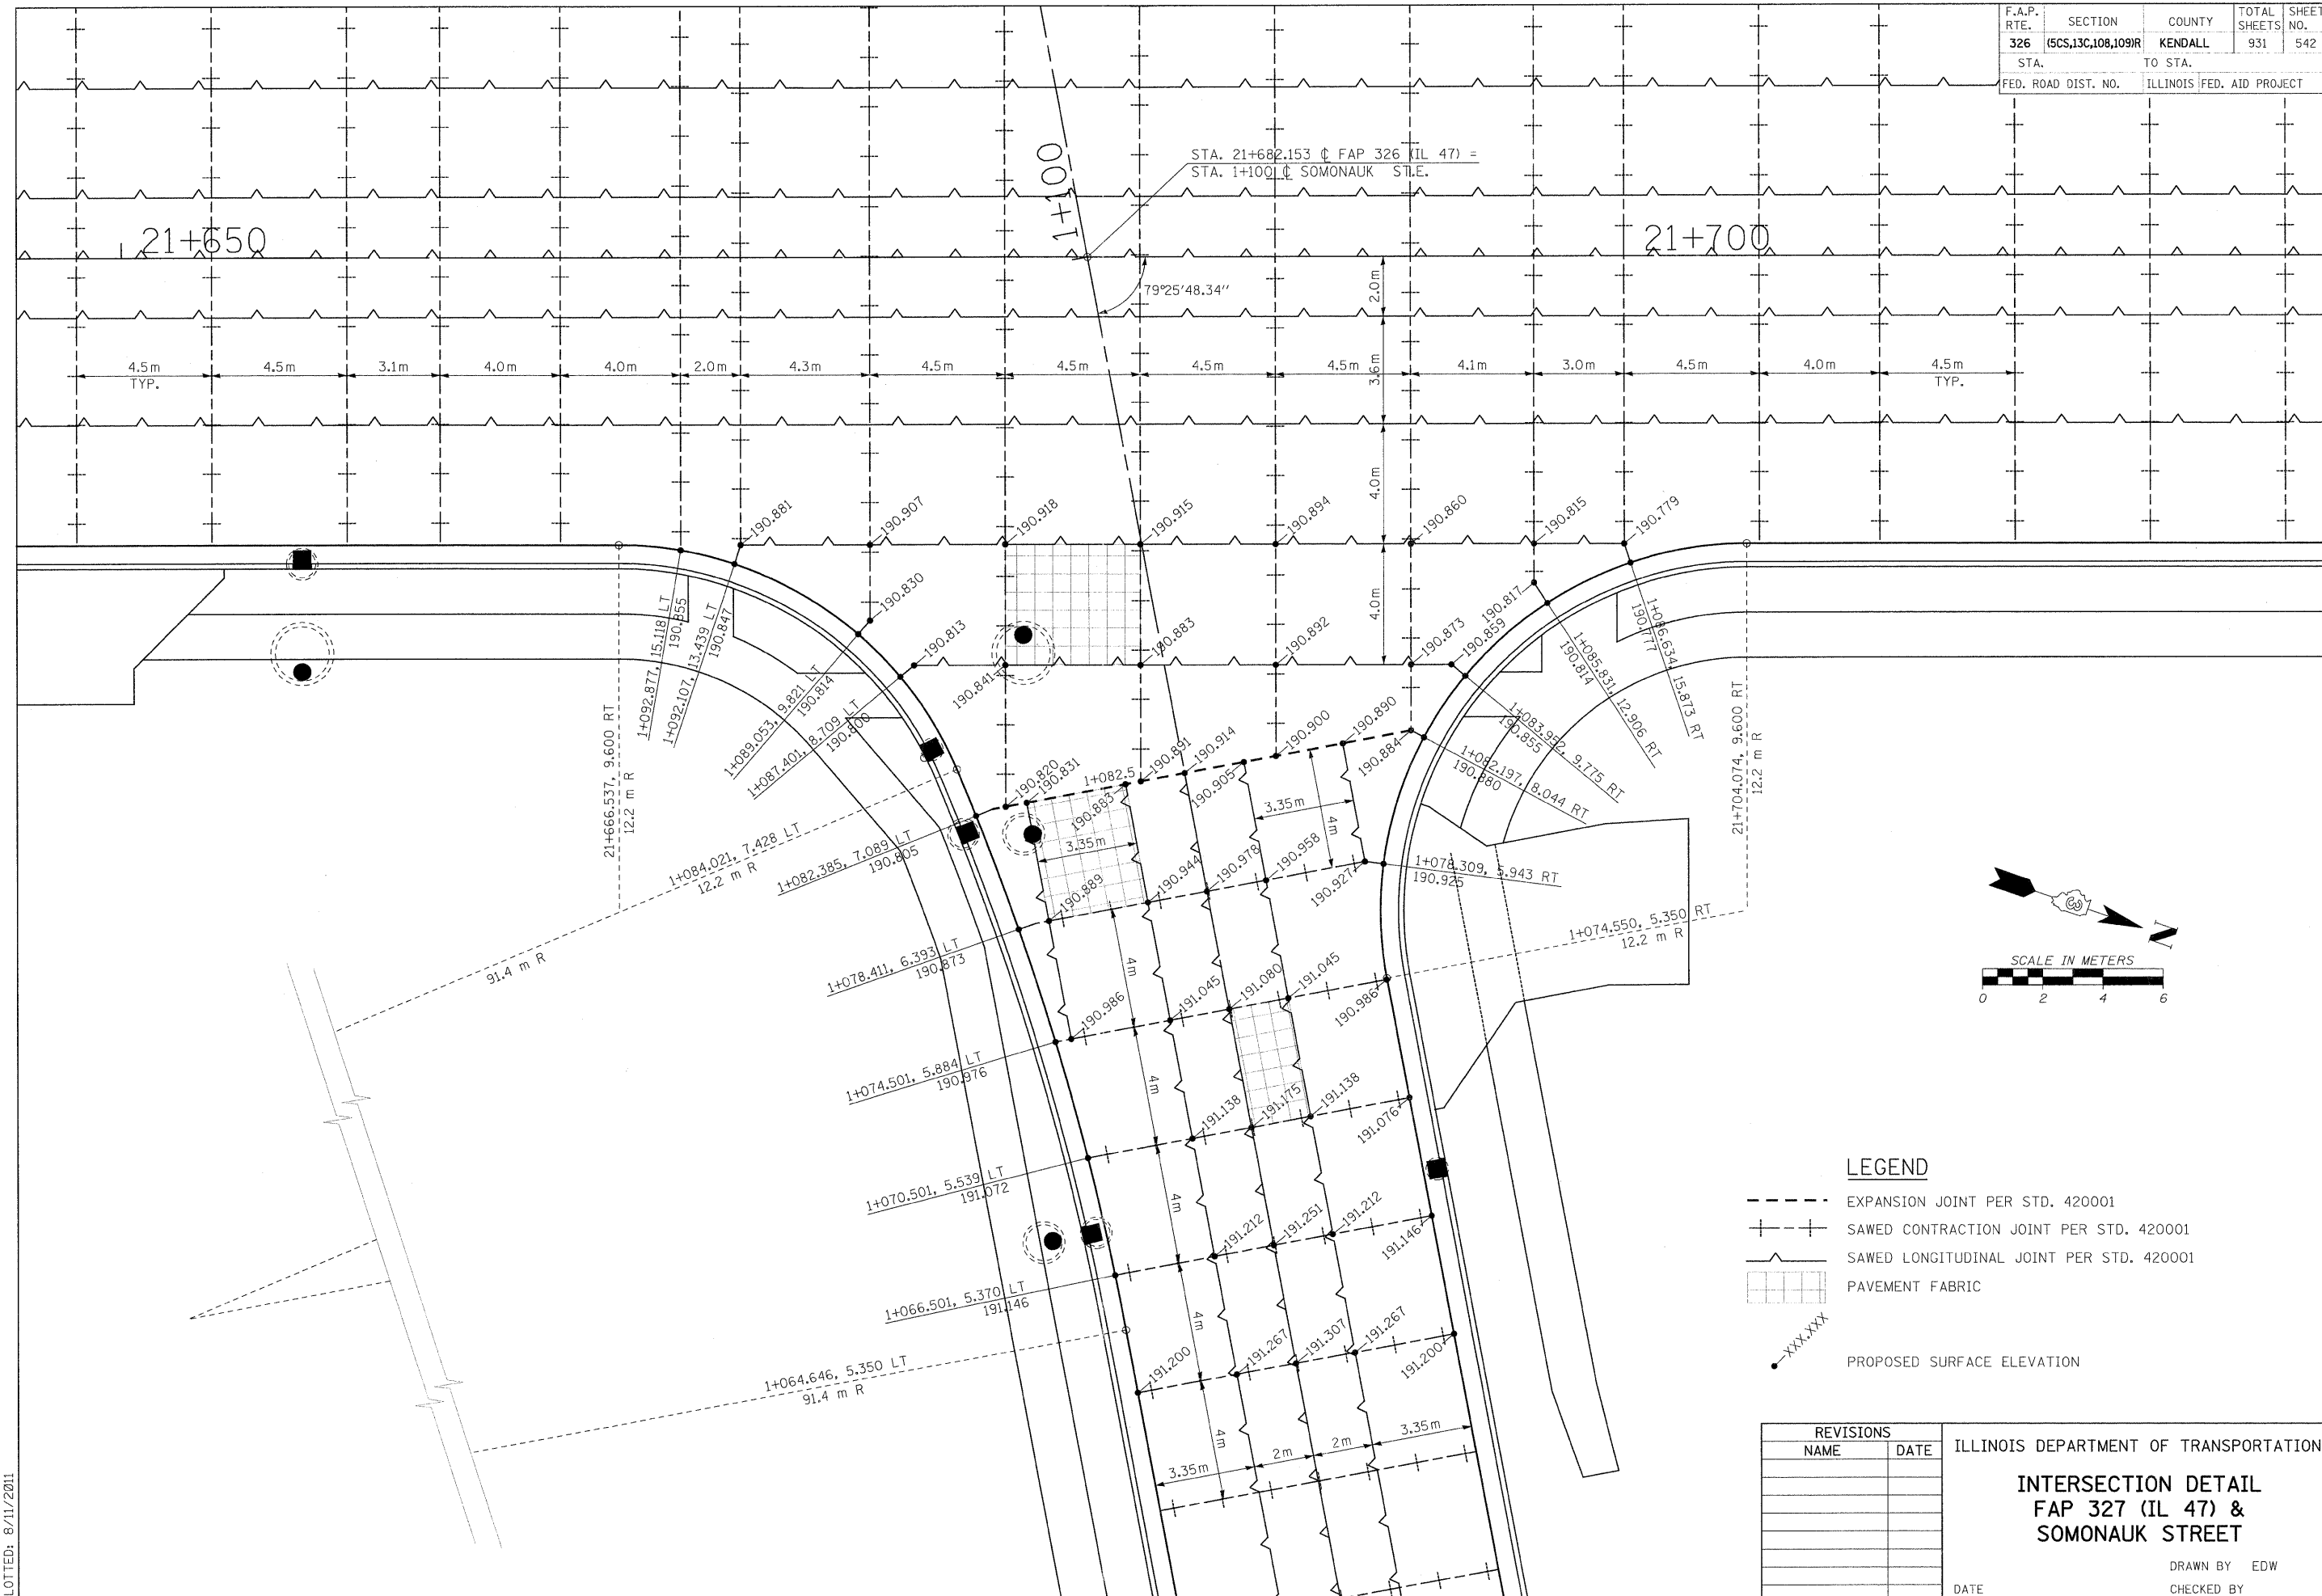 F.A.P. RTE. SECTION COUNTY TOTAL SHEETS SHEET NO.
326 (5CS,13C,108,109)R KENDALL 931 542
STA. TO STA.
FED. ROAD DIST. NO. ILLINOIS FED. AID PROJECT
STA. 21+682.153 ℄ FAP 326 (IL 47) =
STA. 1+100 ℄ SOMONAUK ST.E.
1+100
21+650
21+700
79°25'48.34"
2.0m
3.6m
4.0m
4.0m
4.5m TYP.
4.5m
3.1m
4.0m
4.0m
2.0m
4.3m
4.5m
4.5m
4.5m
4.5m
4.1m
3.0m
4.5m
4.0m
4.5m TYP.
190.881
190.907
190.918
190.915
190.894
190.860
190.815
190.779
190.830
190.813
190.841
190.883
190.892
190.873
190.859
190.817
1+092.877, 15.118 LT
190.855
1+092.107, 13.439 LT
190.847
1+089.053, 9.821 LT
190.814
1+087.401, 8.709 LT
190.800
21+666.537, 9.600 RT
12.2 m R
1+086.634, 15.873 RT
190.777
1+085.831, 12.906 RT
190.814
1+083.952, 9.775 RT
190.855
1+082.197, 8.044 RT
190.880
21+704.074, 9.600 RT
12.2 m R
190.820
190.831
1+082.5
190.883
190.891
190.914
190.905
190.900
190.890
190.884
3.35m
4m
3.35m
1+084.021, 7.428 LT
12.2 m R
91.4 m R
1+082.385, 7.089 LT
190.805
190.889
190.944
190.978
190.958
190.927
1+078.309, 5.943 RT
190.925
1+078.411, 6.393 LT
190.873
4m
1+074.550, 5.350 RT
12.2 m R
190.986
191.045
191.080
191.045
190.986
1+074.501, 5.884 LT
190.976
4m
191.138
191.175
191.138
191.076
1+070.501, 5.539 LT
191.072
4m
191.212
191.251
191.212
191.146
1+066.501, 5.370 LT
191.146
4m
191.200
191.267
191.307
191.267
191.200
1+064.646, 5.350 LT
91.4 m R
4m
3.35m
2m
2m
3.35m
N
SCALE IN METERS
0 2 4 6
LEGEND
EXPANSION JOINT PER STD. 420001
SAWED CONTRACTION JOINT PER STD. 420001
SAWED LONGITUDINAL JOINT PER STD. 420001
PAVEMENT FABRIC
XXX.XXX
PROPOSED SURFACE ELEVATION
REVISIONS
NAME DATE
ILLINOIS DEPARTMENT OF TRANSPORTATION
INTERSECTION DETAIL
FAP 327 (IL 47) &
SOMONAUK STREET
DRAWN BY EDW
DATE CHECKED BY
LOTTED: 8/11/2011